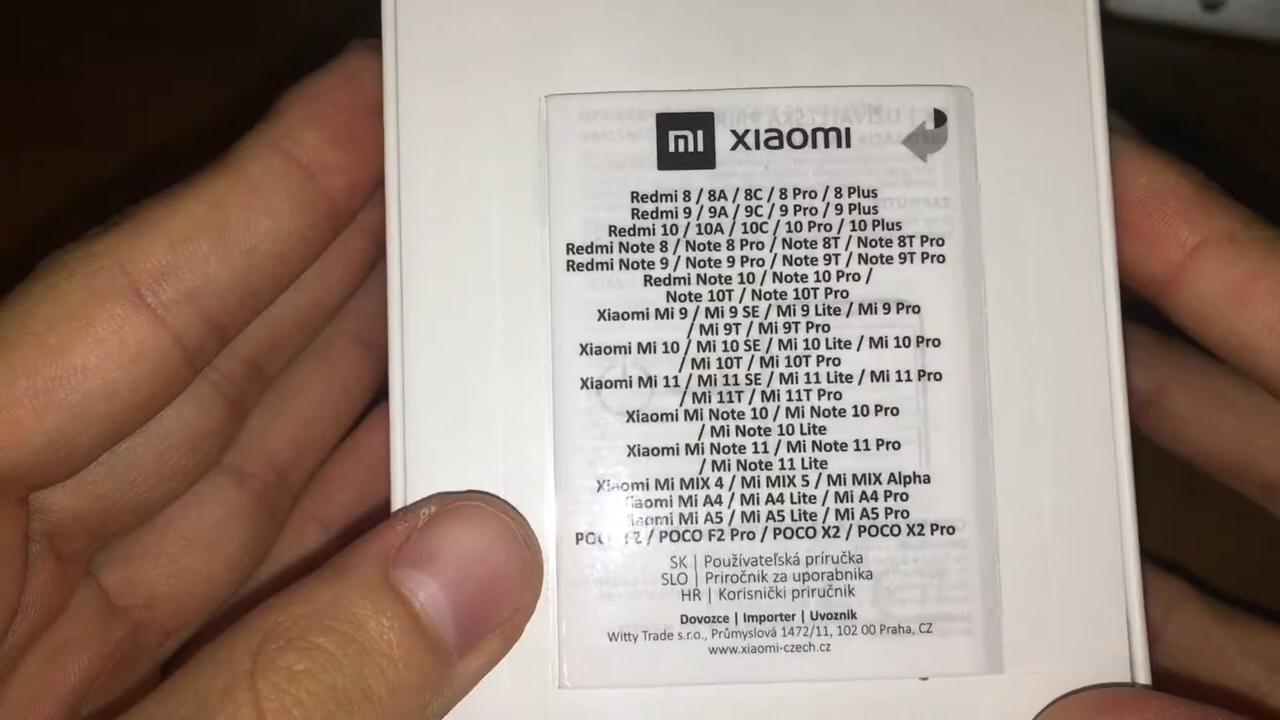 mi xiaomi
Redmi 8 / 8A / 8C / 8 Pro / 8 Plus
Redmi 9 / 9A / 9C / 9 Pro / 9 Plus
Redmi 10 / 10A / 10C / 10 Pro / 10 Plus
Redmi Note 8 / Note 8 Pro / Note 8T / Note 8T Pro
Redmi Note 9 / Note 9 Pro / Note 9T / Note 9T Pro
Redmi Note 10 / Note 10 Pro /
Note 10T / Note 10T Pro
Xiaomi Mi 9 / Mi 9 SE / Mi 9 Lite / Mi 9 Pro
/ Mi 9T / Mi 9T Pro
Xiaomi Mi 10 / Mi 10 SE / Mi 10 Lite / Mi 10 Pro
/ Mi 10T / Mi 10T Pro
Xiaomi Mi 11 / Mi 11 SE / Mi 11 Lite / Mi 11 Pro
/ Mi 11T / Mi 11T Pro
Xiaomi Mi Note 10 / Mi Note 10 Pro
/ Mi Note 10 Lite
Xiaomi Mi Note 11 / Mi Note 11 Pro
/ Mi Note 11 Lite
Xiaomi Mi MIX 4 / Mi MIX 5 / Mi MIX Alpha
Xiaomi Mi A4 / Mi A4 Lite / Mi A4 Pro
Xiaomi Mi A5 / Mi A5 Lite / Mi A5 Pro
POCO F2 / POCO F2 Pro / POCO X2 / POCO X2 Pro
SK | Používateľská príručka
SLO | Priročnik za uporabnika
HR | Korisnički priručnik
Dovozce | Importer | Uvoznik
Witty Trade s.r.o., Průmyslová 1472/11, 102 00 Praha, CZ
www.xiaomi-czech.cz